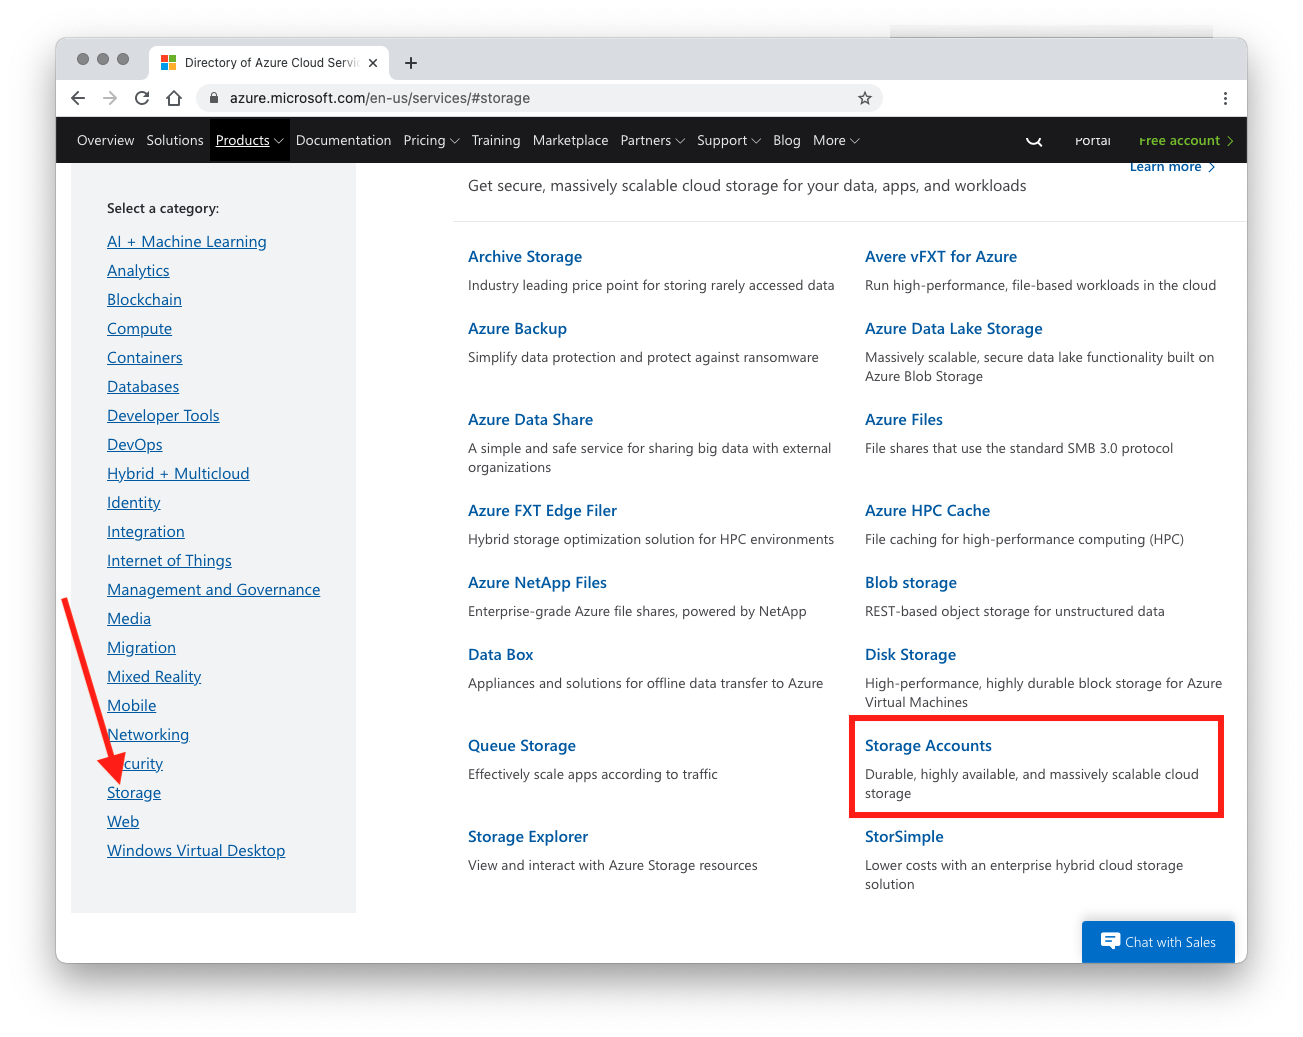 Directory of Azure Cloud Servi
azure.microsoft.com/en-us/services/#storage
Overview Solutions Products Documentation Pricing Training Marketplace Partners Support Blog More Portal Free account
Learn more
Get secure, massively scalable cloud storage for your data, apps, and workloads
Select a category:
AI + Machine Learning
Analytics
Blockchain
Compute
Containers
Databases
Developer Tools
DevOps
Hybrid + Multicloud
Identity
Integration
Internet of Things
Management and Governance
Media
Migration
Mixed Reality
Mobile
Networking
curity
Storage
Web
Windows Virtual Desktop
Archive Storage
Industry leading price point for storing rarely accessed data
Avere vFXT for Azure
Run high-performance, file-based workloads in the cloud
Azure Backup
Simplify data protection and protect against ransomware
Azure Data Lake Storage
Massively scalable, secure data lake functionality built on
Azure Blob Storage
Azure Data Share
A simple and safe service for sharing big data with external
organizations
Azure Files
File shares that use the standard SMB 3.0 protocol
Azure FXT Edge Filer
Hybrid storage optimization solution for HPC environments
Azure HPC Cache
File caching for high-performance computing (HPC)
Azure NetApp Files
Enterprise-grade Azure file shares, powered by NetApp
Blob storage
REST-based object storage for unstructured data
Data Box
Appliances and solutions for offline data transfer to Azure
Disk Storage
High-performance, highly durable block storage for Azure
Virtual Machines
Queue Storage
Effectively scale apps according to traffic
Storage Accounts
Durable, highly available, and massively scalable cloud
storage
Storage Explorer
View and interact with Azure Storage resources
StorSimple
Lower costs with an enterprise hybrid cloud storage
solution
Chat with Sales